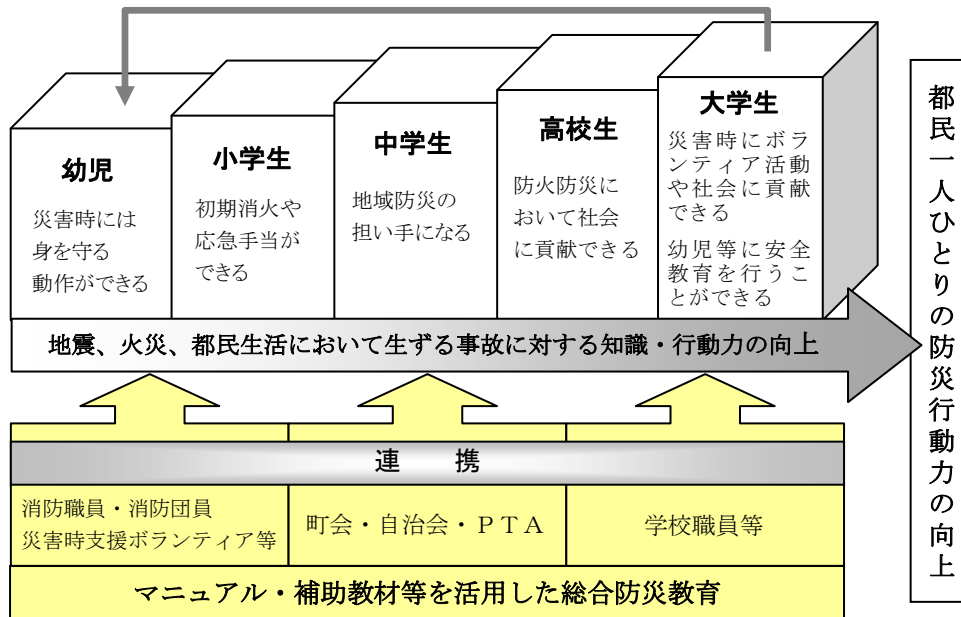 幼児
災害時には
身を守る
動作ができる
小学生
初期消火や
応急手当が
できる
中学生
地域防災の
担い手になる
高校生
防火防災に
おいて社会
に貢献できる
大学生
災害時にボラ
ンティア活動
や社会に貢献
できる
幼児等に安全
教育を行うこ
とができる
地震、火災、都民生活において生ずる事故に対する知識・行動力の向上
連　携
消防職員・消防団員
災害時支援ボランティア等
町会・自治会・ＰＴＡ
学校職員等
マニュアル・補助教材等を活用した総合防災教育
都民一人ひとりの防災行動力の向上